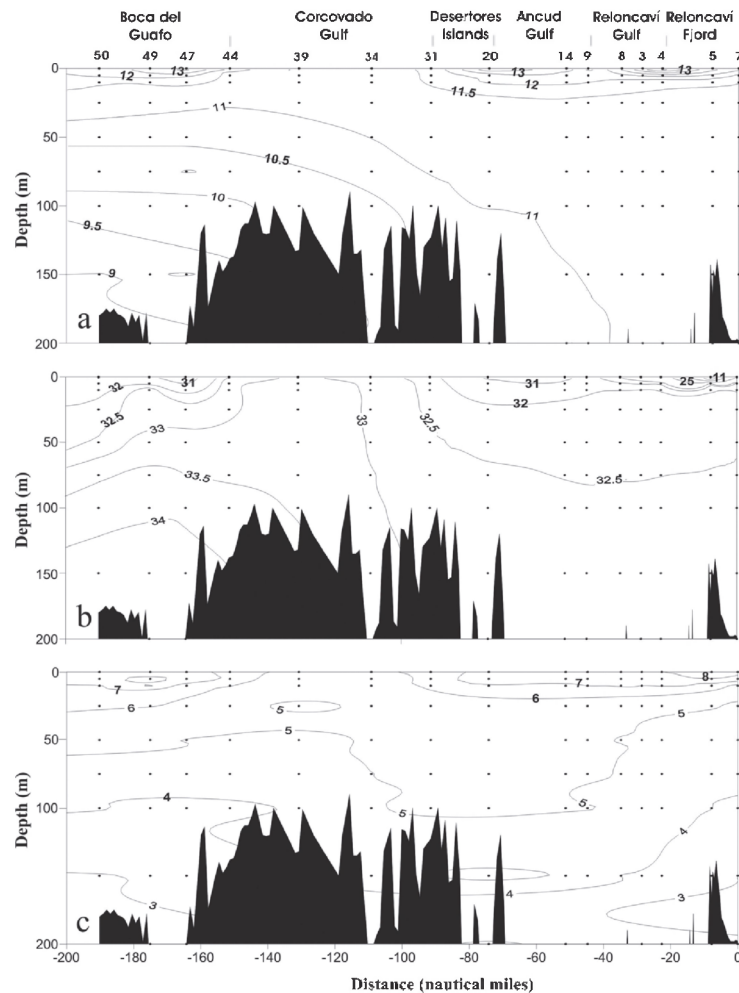 Boca del Guafo | Corcovado Gulf | Desertores Islands | Ancud Gulf | Reloncaví Gulf | Reloncaví Fjord
50 49 47 44 39 34 31 20 14 9 8 3 4 5 7
0
12 13 13 13
12
11.5
11
50
10.5
100
10
11
9.5
150
9
a
200
Depth (m)
0
32 31 31 25 11
32
32.5
33 33 32.5
50
33.5 32.5
100
34
150
b
200
Depth (m)
0
7 7 8
6 5 6 5
50
5
100
4 5 5
4
150
4
3 3
c
200
Depth (m)
-200 -180 -160 -140 -120 -100 -80 -60 -40 -20 0
Distance (nautical miles)